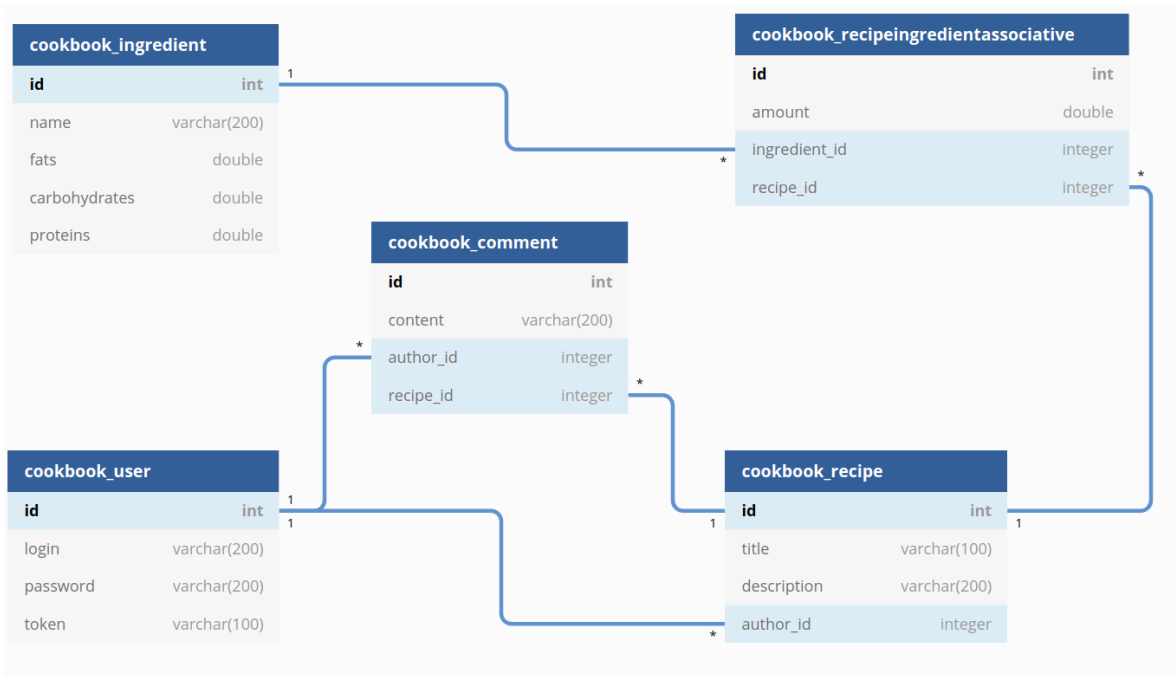 cookbook_ingredient
id int
name varchar(200)
fats double
carbohydrates double
proteins double
1
*
cookbook_recipeingredientassociative
id int
amount double
ingredient_id integer
recipe_id integer
*
cookbook_comment
id int
content varchar(200)
author_id integer
recipe_id integer
*
*
cookbook_user
id int
login varchar(200)
password varchar(200)
token varchar(100)
1
1
cookbook_recipe
id int
title varchar(100)
description varchar(200)
author_id integer
1
1
*